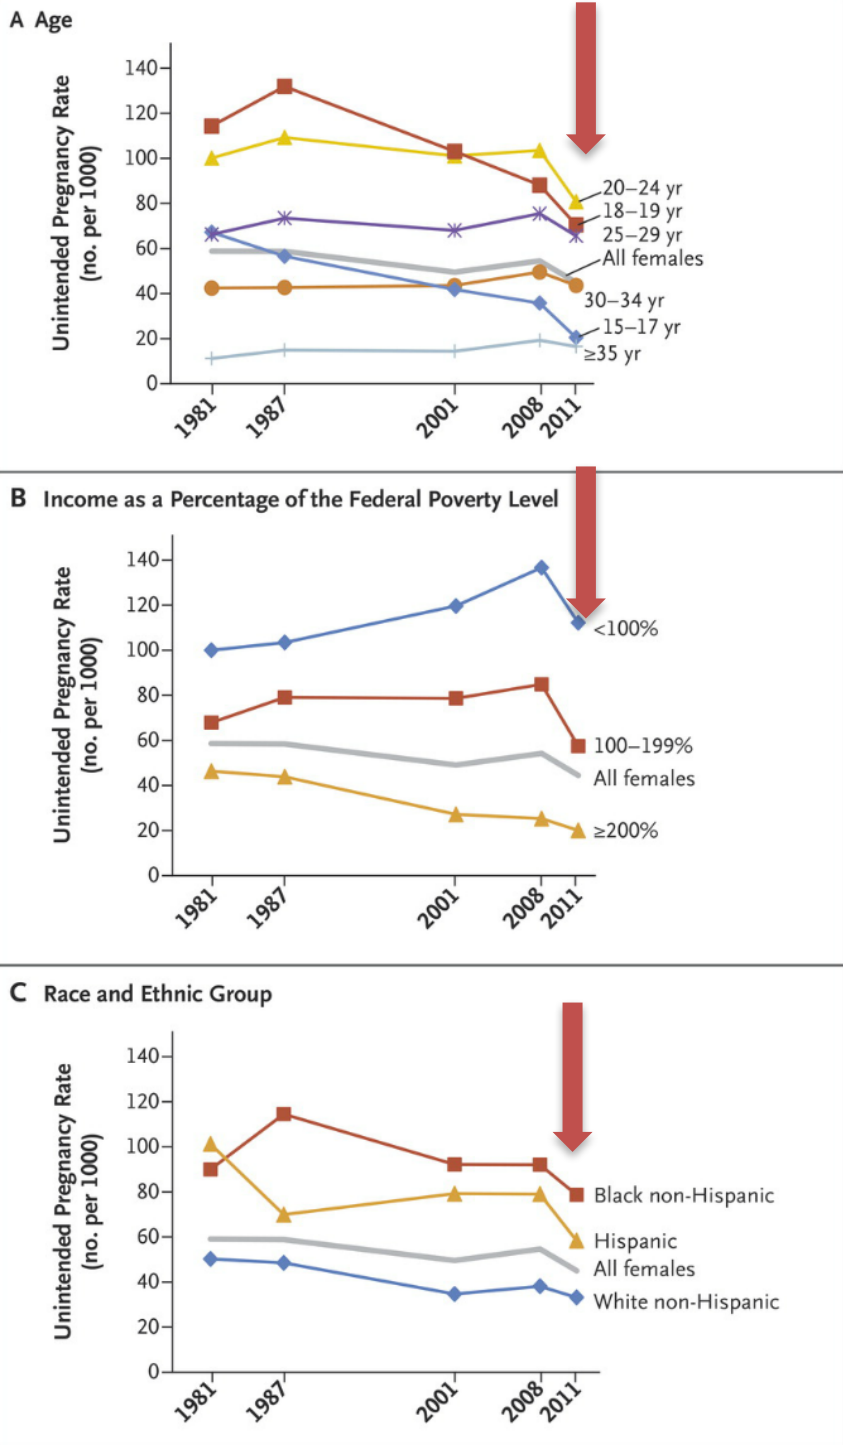 A Age
Unintended Pregnancy Rate
(no. per 1000)
140
120
100
80
60
40
20
0
20–24 yr
18–19 yr
25–29 yr
All females
30–34 yr
15–17 yr
≥35 yr
1981
1987
2001
2008
2011
B Income as a Percentage of the Federal Poverty Level
Unintended Pregnancy Rate
(no. per 1000)
140
120
100
80
60
40
20
0
<100%
100–199%
All females
≥200%
1981
1987
2001
2008
2011
C Race and Ethnic Group
Unintended Pregnancy Rate
(no. per 1000)
140
120
100
80
60
40
20
0
Black non-Hispanic
Hispanic
All females
White non-Hispanic
1981
1987
2001
2008
2011